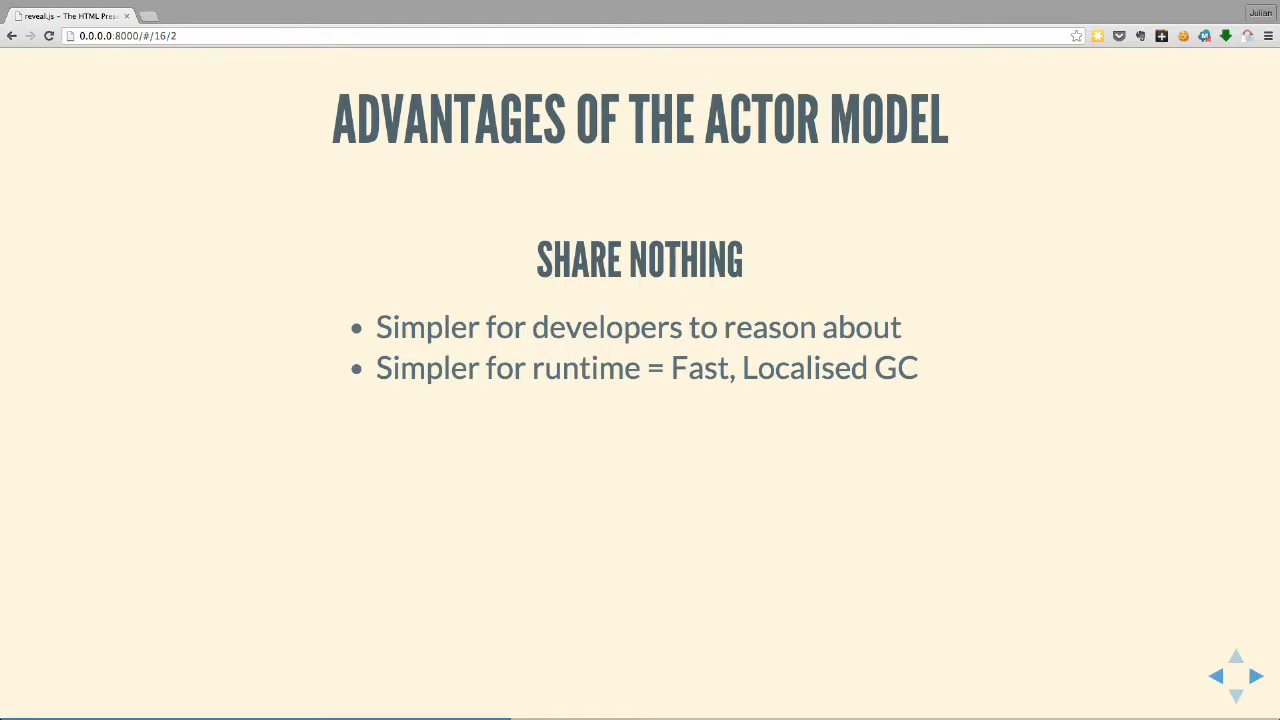 reveal.js – The HTML Pres
Julian
0.0.0.0:8000/#/16/2
ADVANTAGES OF THE ACTOR MODEL
SHARE NOTHING
• Simpler for developers to reason about
• Simpler for runtime = Fast, Localised GC